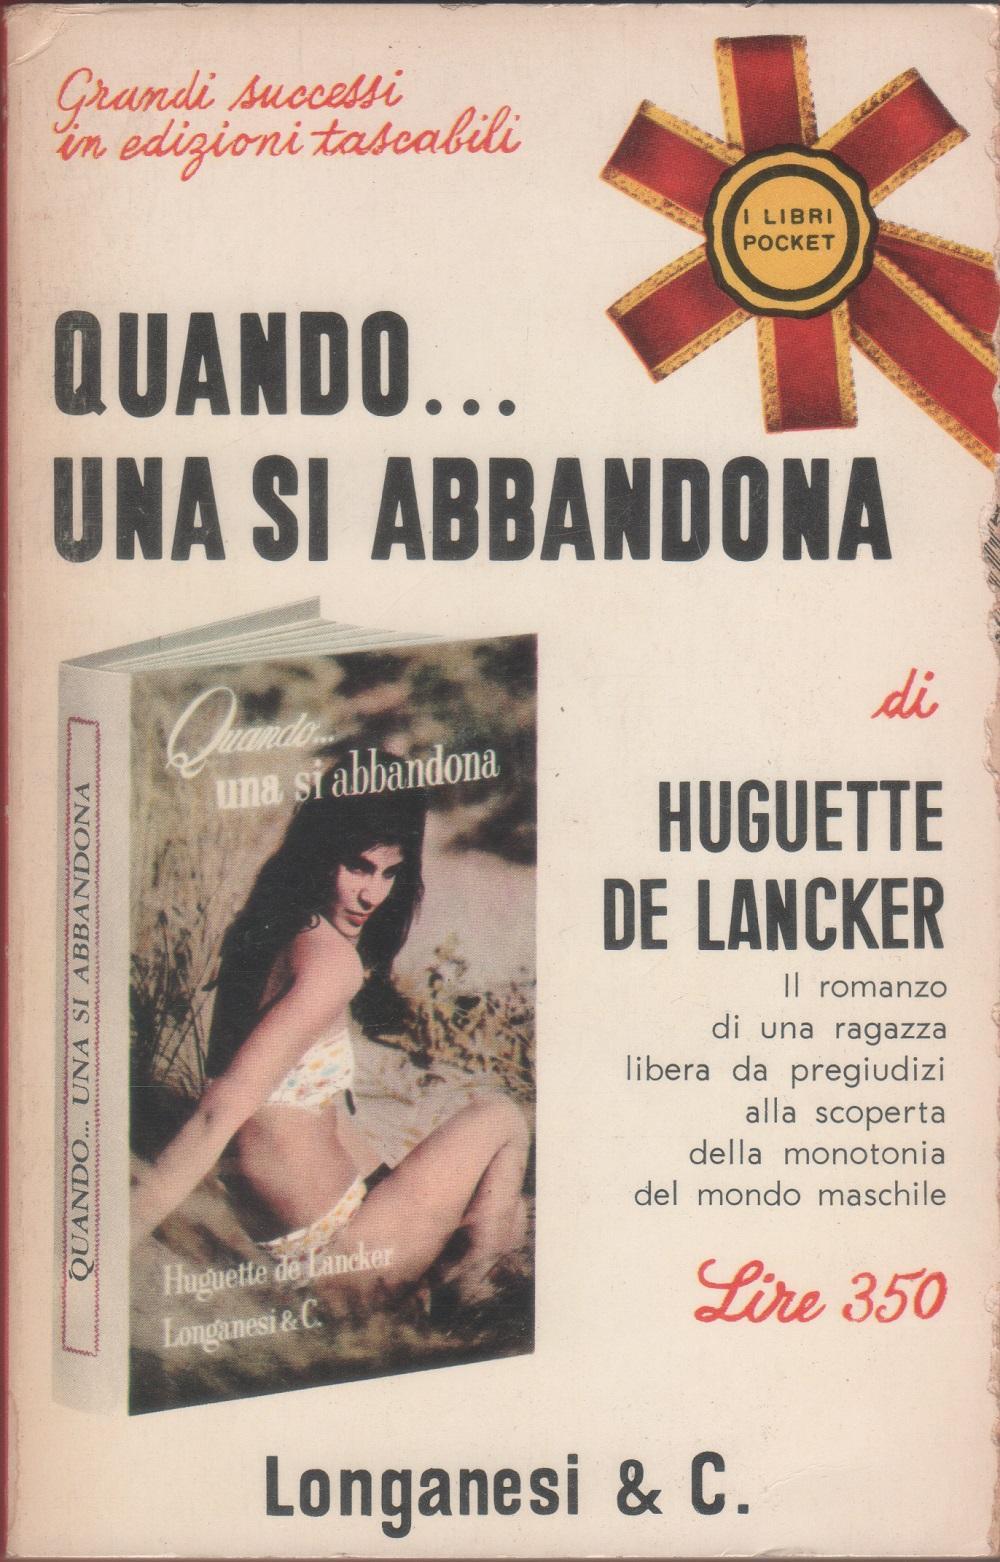 Grandi successi
in edizioni tascabili
I LIBRI
POCKET
QUANDO...
UNA SI ABBANDONA
QUANDO... UNA SI ABBANDONA
Quando...
una si abbandona
Huguette de Lancker
Longanesi & C.
di
HUGUETTE
DE LANCKER
Il romanzo
di una ragazza
libera da pregiudizi
alla scoperta
della monotonia
del mondo maschile
Lire 350
Longanesi & C.